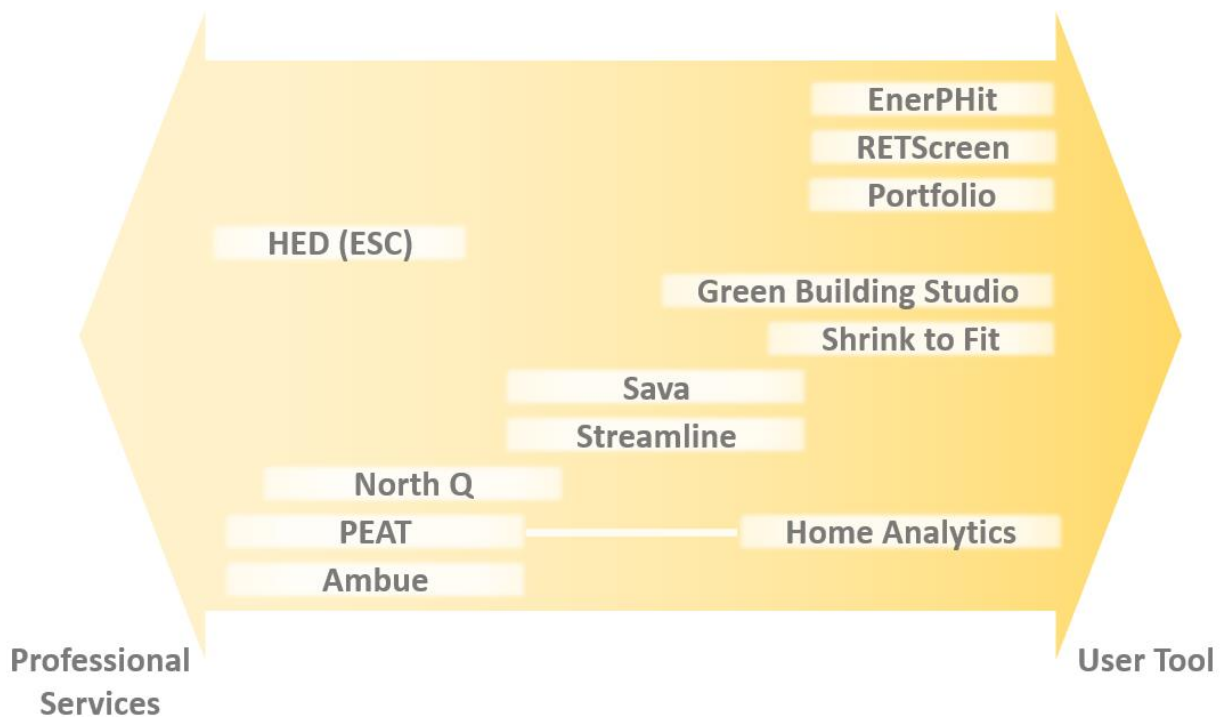 EnerPHit
RETScreen
Portfolio
HED (ESC)
Green Building Studio
Shrink to Fit
Sava
Streamline
North Q
PEAT
Home Analytics
Ambue
Professional
Services
User Tool